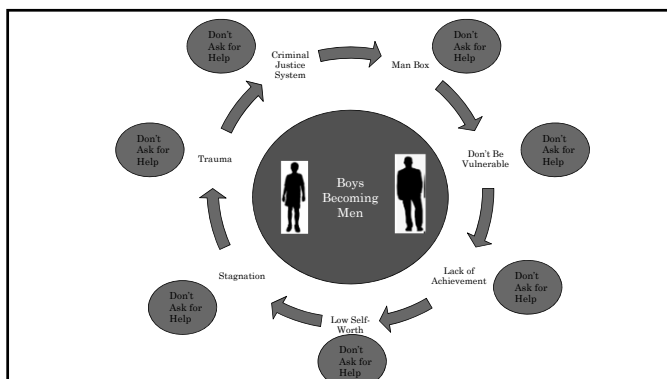 Don't
Ask for
Help
Criminal
Justice
System
Don't
Ask for
Help
Man Box
Don't
Ask for
Help
Trauma
Don't Be
Vulnerable
Don't
Ask for
Help
Boys
Becoming
Men
Stagnation
Lack of
Achievement
Don't
Ask for
Help
Don't
Ask for
Help
Low Self-
Worth
Don't
Ask for
Help